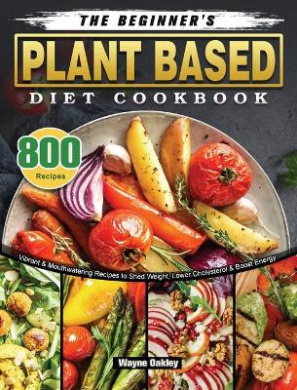 THE BEGINNER'S
PLANT BASED
DIET COOKBOOK
800
Recipes
Vibrant & Mouthwatering Recipes to Shed Weight, Lower Cholesterol & Boost Energy
Wayne Oakley